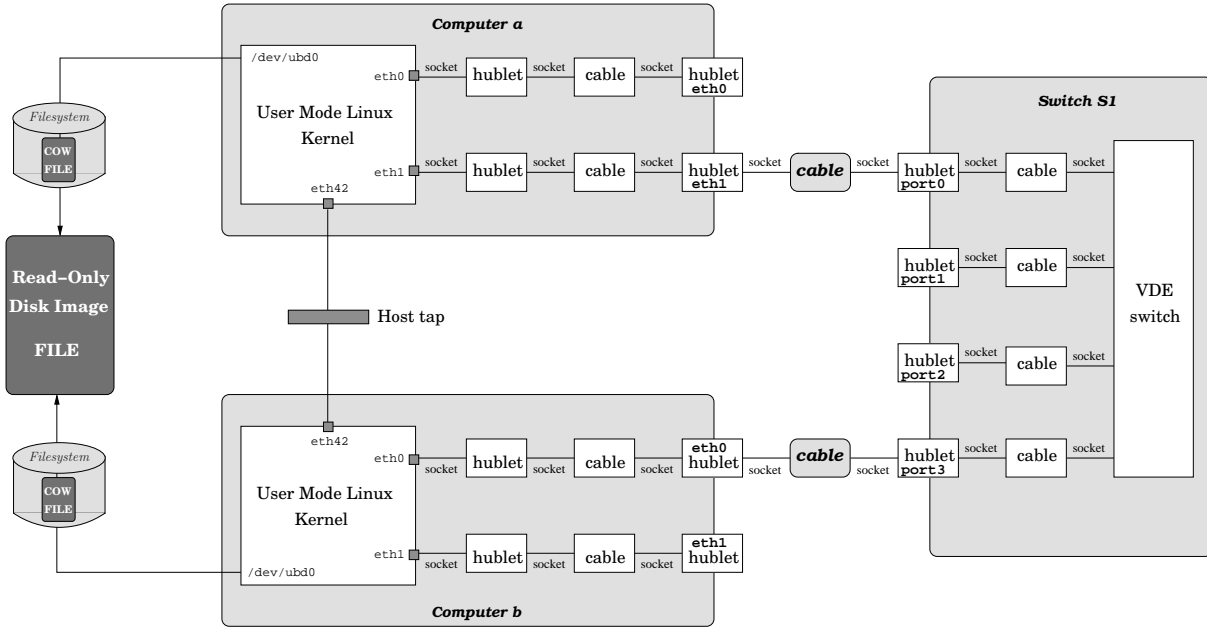 Computer a
/dev/ubd0
eth0
socket
hublet
socket
cable
socket
hublet
eth0
User Mode Linux
Kernel
eth1
socket
hublet
socket
cable
socket
hublet
eth1
eth42
socket
cable
socket
Switch S1
hublet
port0
socket
cable
socket
hublet
port1
socket
cable
socket
hublet
port2
socket
cable
socket
hublet
port3
socket
cable
socket
VDE
switch
Filesystem
COW
FILE
Read-Only
Disk Image
FILE
Filesystem
COW
FILE
Host tap
eth42
eth0
socket
hublet
socket
cable
socket
eth0
hublet
socket
cable
socket
User Mode Linux
Kernel
eth1
socket
hublet
socket
cable
socket
eth1
hublet
/dev/ubd0
Computer b